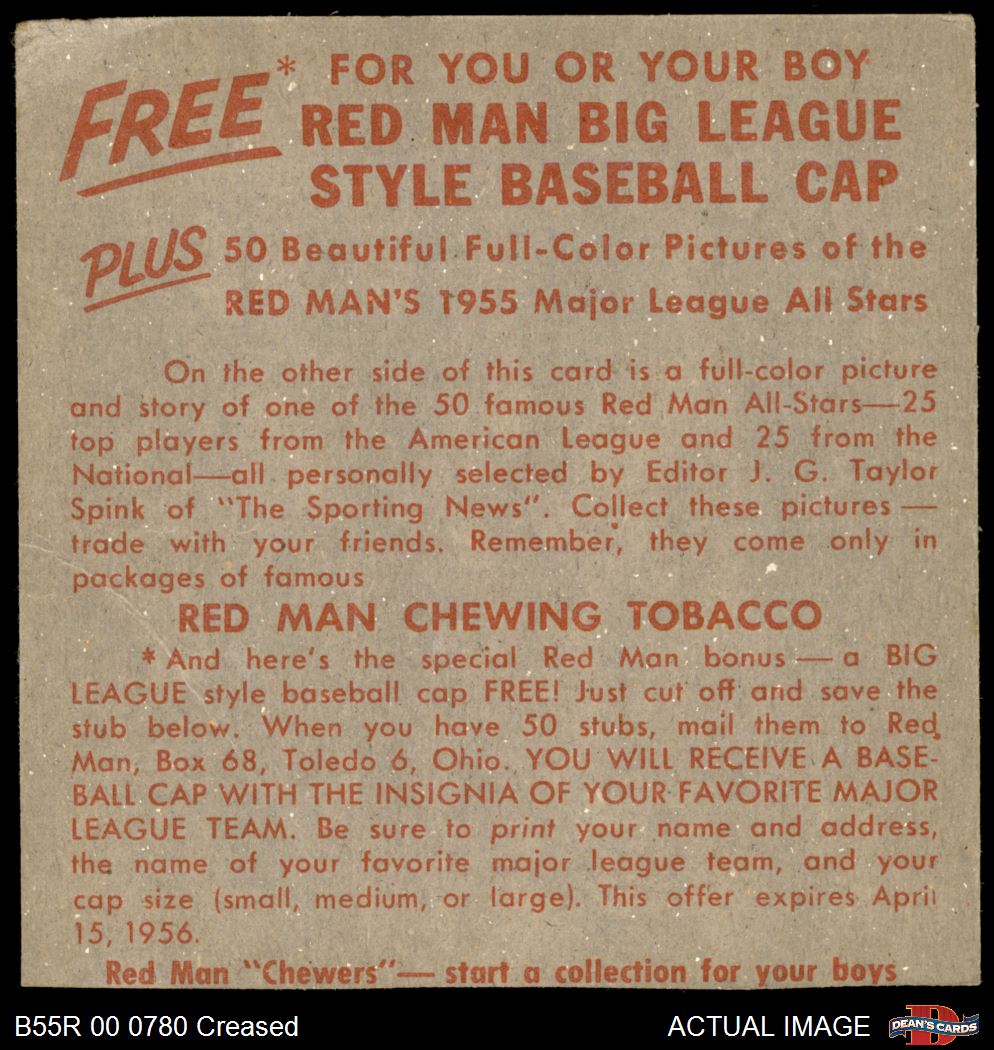 FREE* FOR YOU OR YOUR BOY
RED MAN BIG LEAGUE
STYLE BASEBALL CAP
PLUS 50 Beautiful Full-Color Pictures of the
RED MAN'S 1955 Major League All Stars
On the other side of this card is a full-color picture
and story of one of the 50 famous Red Man All-Stars—25
top players from the American League and 25 from the
National—all personally selected by Editor J. G. Taylor
Spink of "The Sporting News". Collect these pictures —
trade with your friends. Remember, they come only in
packages of famous
RED MAN CHEWING TOBACCO
* And here's the special Red Man bonus — a BIG
LEAGUE style baseball cap FREE! Just cut off and save the
stub below. When you have 50 stubs, mail them to Red
Man, Box 68, Toledo 6, Ohio. YOU WILL RECEIVE A BASE-
BALL CAP WITH THE INSIGNIA OF YOUR FAVORITE MAJOR
LEAGUE TEAM. Be sure to print your name and address,
the name of your favorite major league team, and your
cap size (small, medium, or large). This offer expires April
15, 1956.
Red Man "Chewers"— start a collection for your boys
B55R 00 0780 Creased ACTUAL IMAGE DEAN'S CARDS